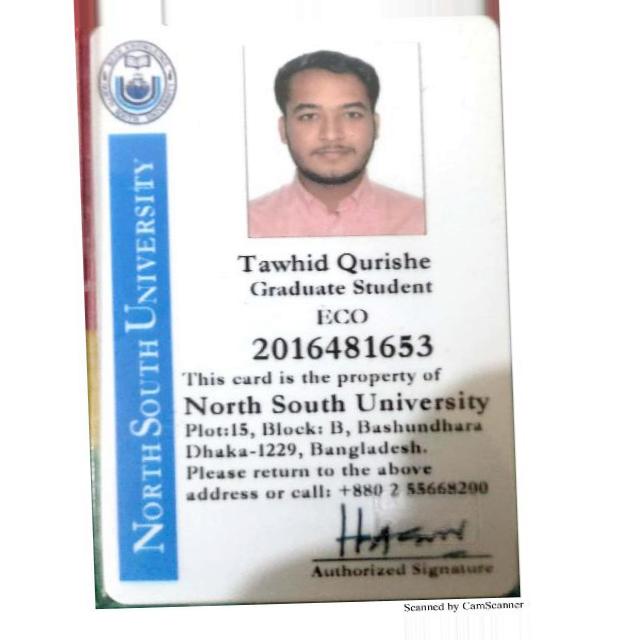 NORTH SOUTH UNIVERSITY
Tawhid Qurishe
Graduate Student
ECO
2016481653
This card is the property of
North South University
Plot:15, Block: B, Bashundhara
Dhaka-1229, Bangladesh.
Please return to the above
address or call: +880 2 55668200
Authorized Signature
Scanned by CamScanner